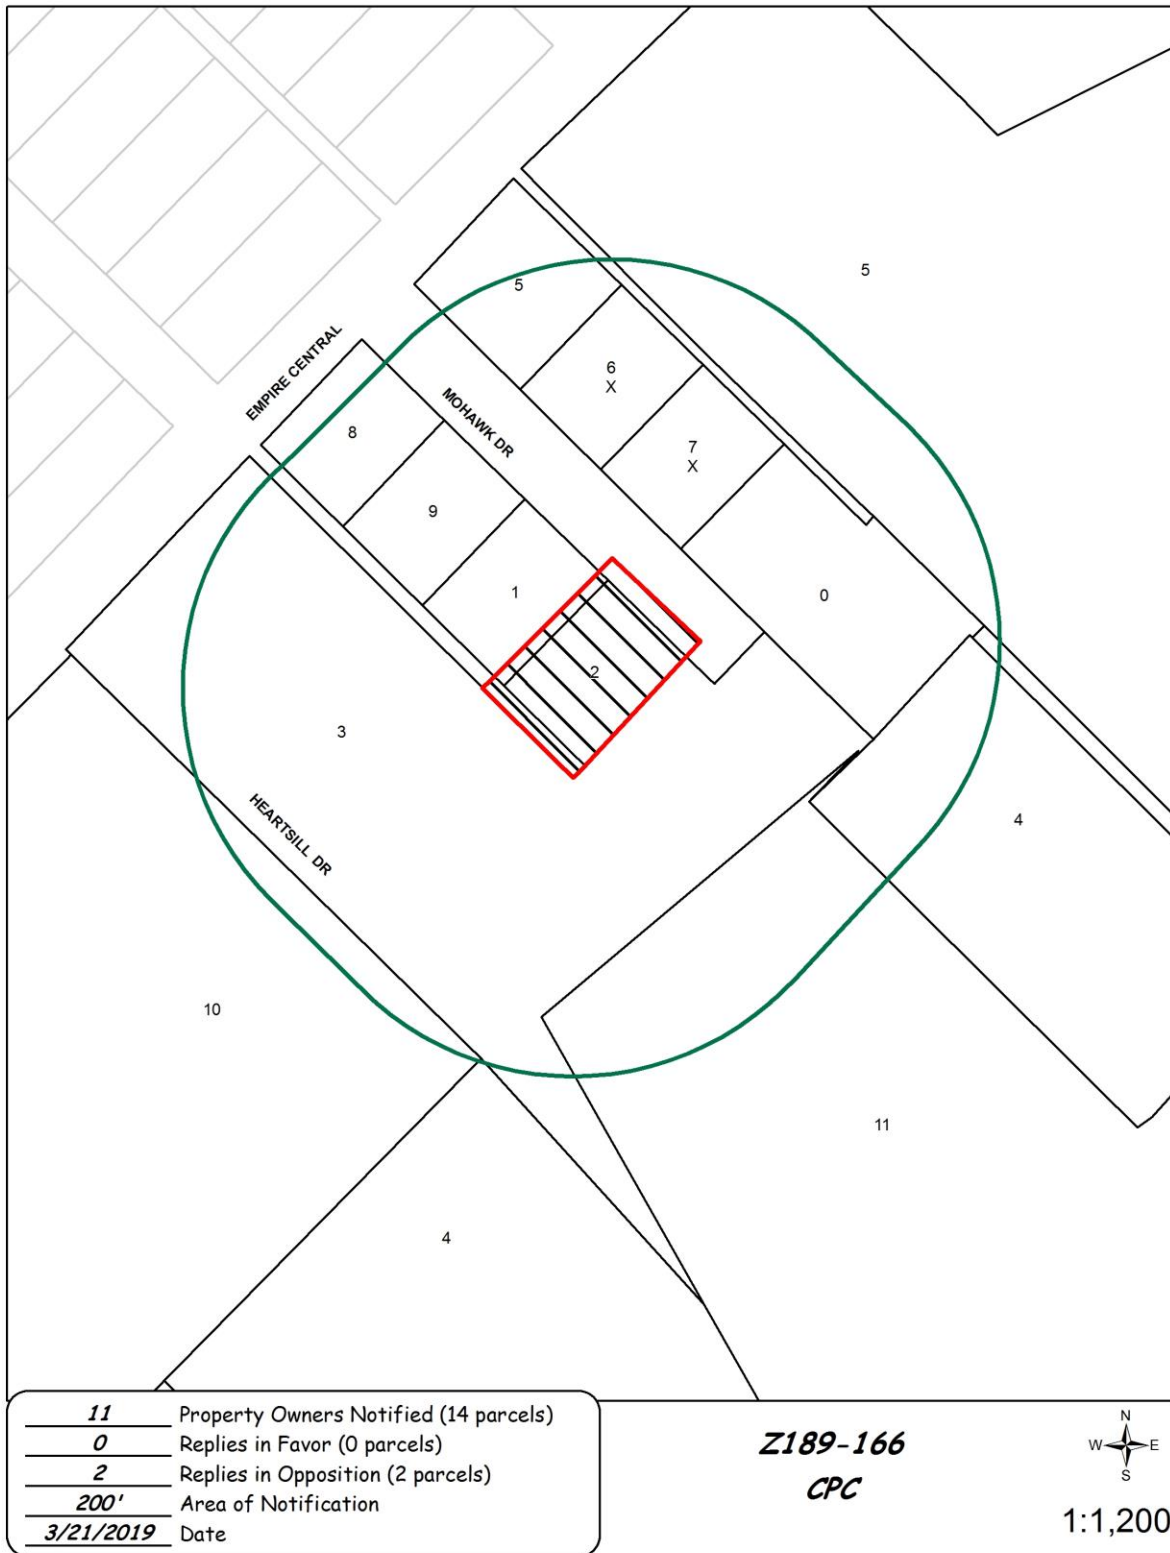 5
5
EMPIRE CENTRAL
6
X
MOHAWK DR
8
7
X
9
1
0
2
3
HEARTSILL DR
4
10
11
4
11 Property Owners Notified (14 parcels)
0 Replies in Favor (0 parcels)
2 Replies in Opposition (2 parcels)
200' Area of Notification
3/21/2019 Date
Z189-166
CPC
N
W E
S
1:1,200